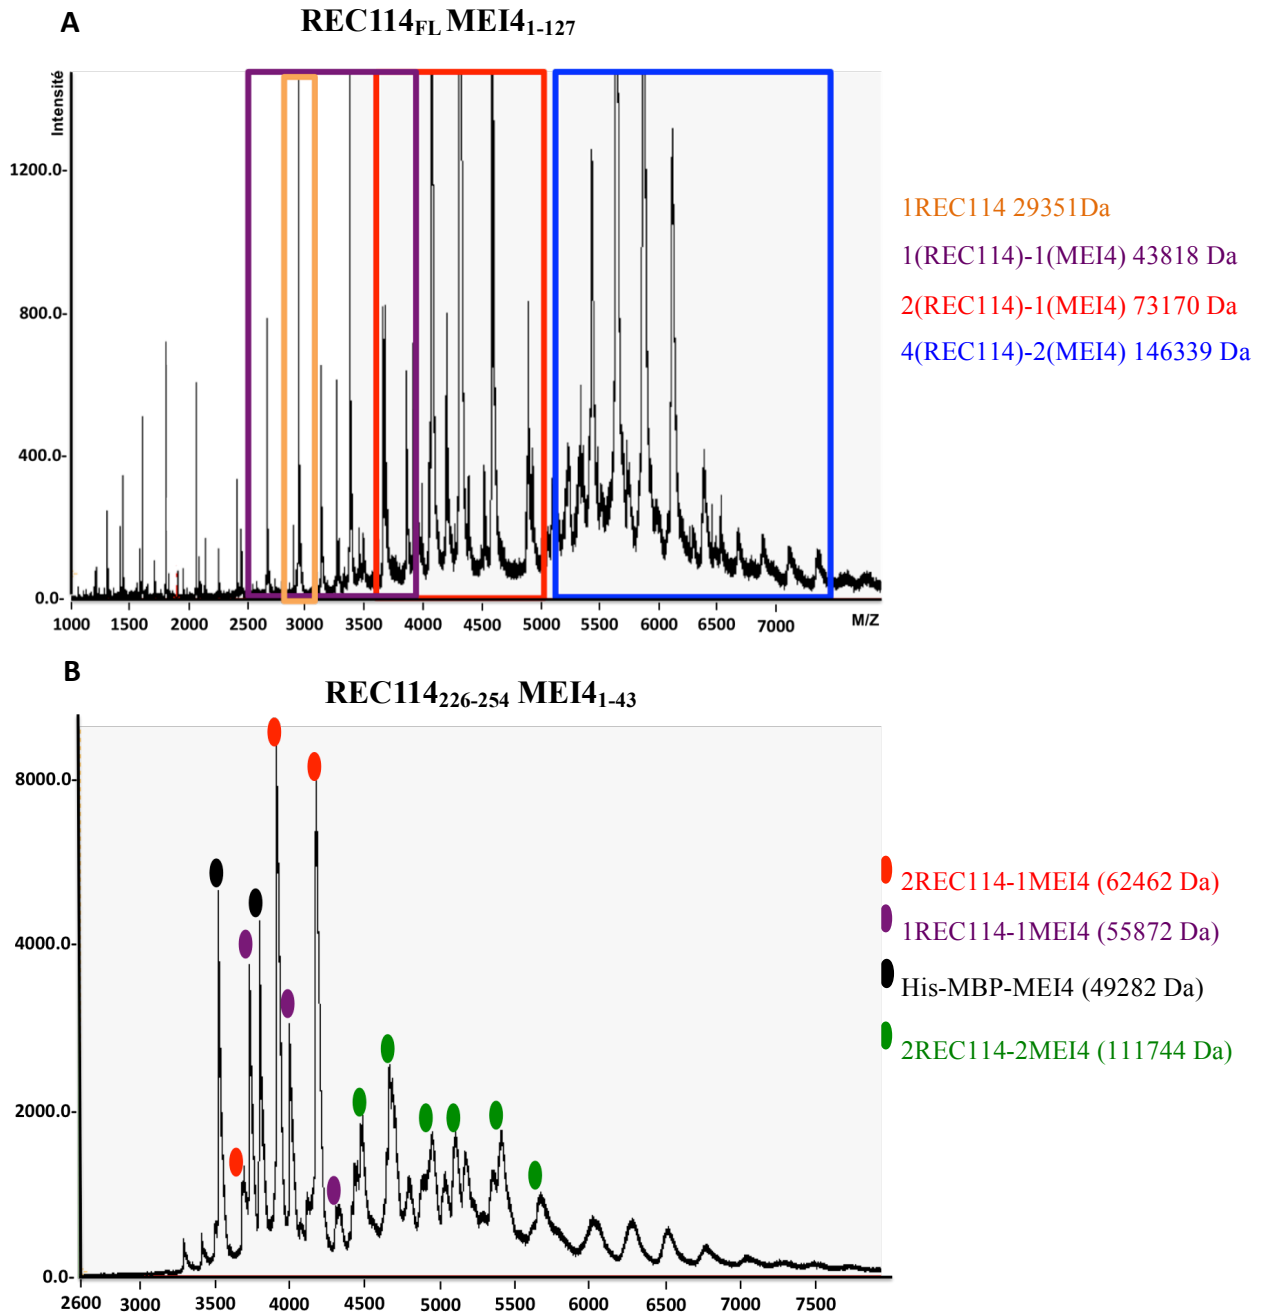 A
REC114FL MEI41-127
Intensité
1200.0-
800.0-
400.0-
0.0-
1000 1500 2000 2500 3000 3500 4000 4500 5000 5500 6000 6500 7000 M/Z
1REC114 29351Da
1(REC114)-1(MEI4) 43818 Da
2(REC114)-1(MEI4) 73170 Da
4(REC114)-2(MEI4) 146339 Da
B
REC114226-254 MEI41-43
8000.0-
4000.0-
2000.0-
0.0-
2600 3000 3500 4000 4500 5000 5500 6000 6500 7000 7500
2REC114-1MEI4 (62462 Da)
1REC114-1MEI4 (55872 Da)
His-MBP-MEI4 (49282 Da)
2REC114-2MEI4 (111744 Da)